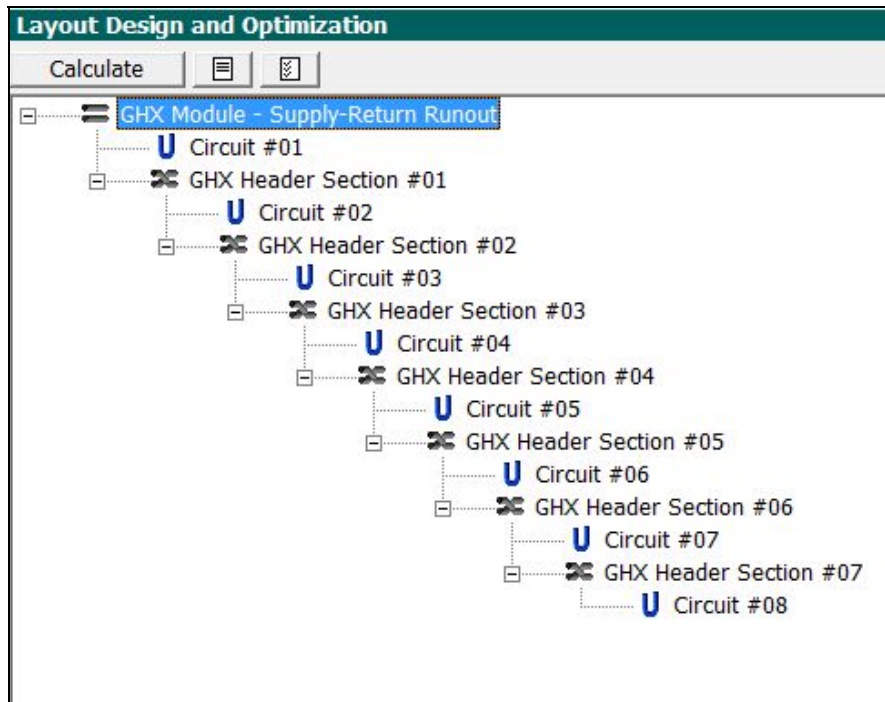 Layout Design and Optimization
Calculate
GHX Module - Supply-Return Runout
Circuit #01
GHX Header Section #01
Circuit #02
GHX Header Section #02
Circuit #03
GHX Header Section #03
Circuit #04
GHX Header Section #04
Circuit #05
GHX Header Section #05
Circuit #06
GHX Header Section #06
Circuit #07
GHX Header Section #07
Circuit #08